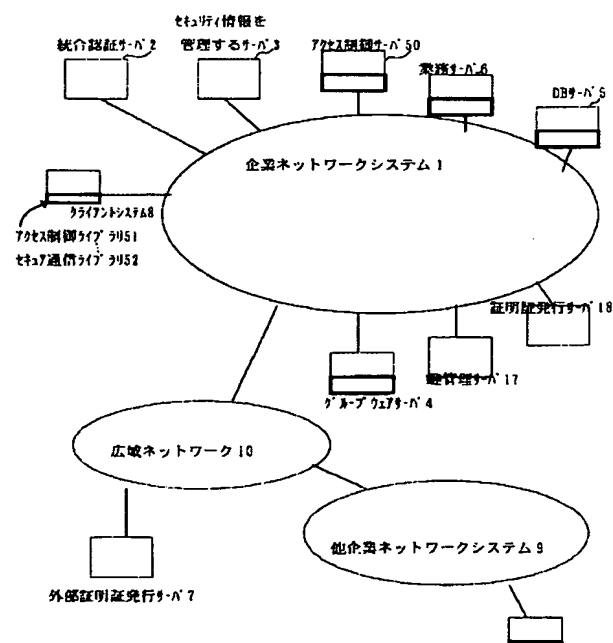 セキュリティ情報を
統合認証サーバ2
管理するサーバ3
アクセス制御サーバ50
業務サーバ6
DBサーバ5
企業ネットワークシステム1
クライアントシステム8
アクセス制御ライブラリ51
セキュア通信ライブラリ52
証明証発行サーバ18
鍵管理サーバ17
グループウェアサーバ4
広域ネットワーク10
他企業ネットワークシステム9
外部証明証発行サーバ7